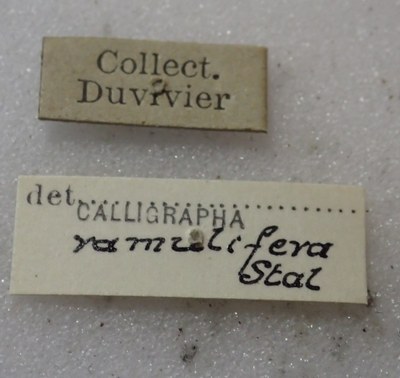 Collect.
Duvivier
det. ......................
CALLIGRAPHA
ramulifera
Stal